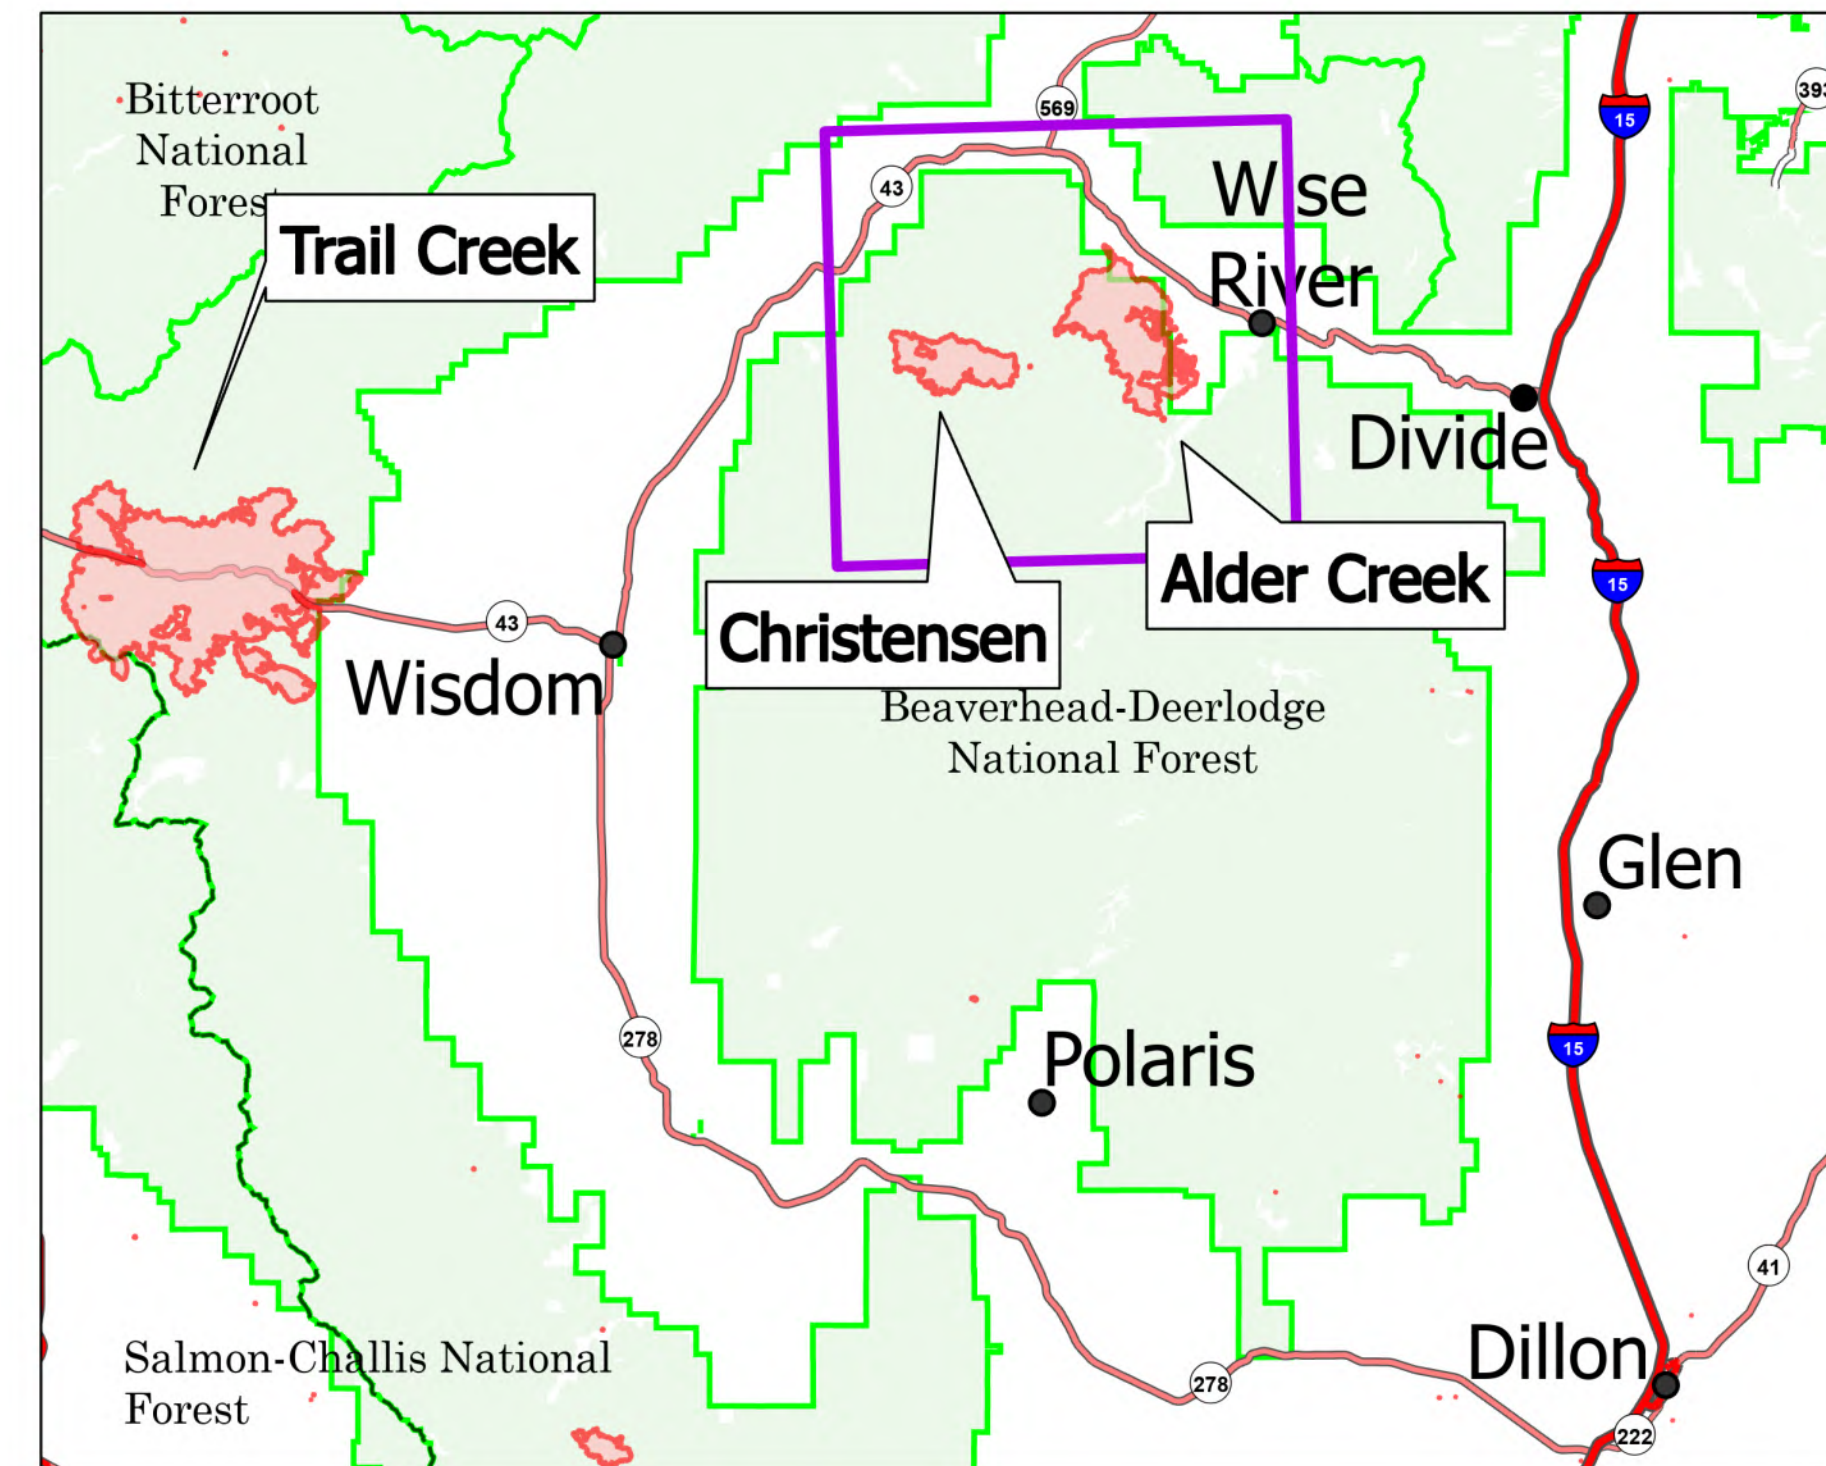 Bitterroot
National
Fores
Trail Creek
569
15
393
43
Wise
River
Divide
15
Alder Creek
Christensen
43
Wisdom
Beaverhead-Deerlodge
National Forest
Glen
278
15
Polaris
41
Salmon-Challis National
Forest
Dillon
278
222